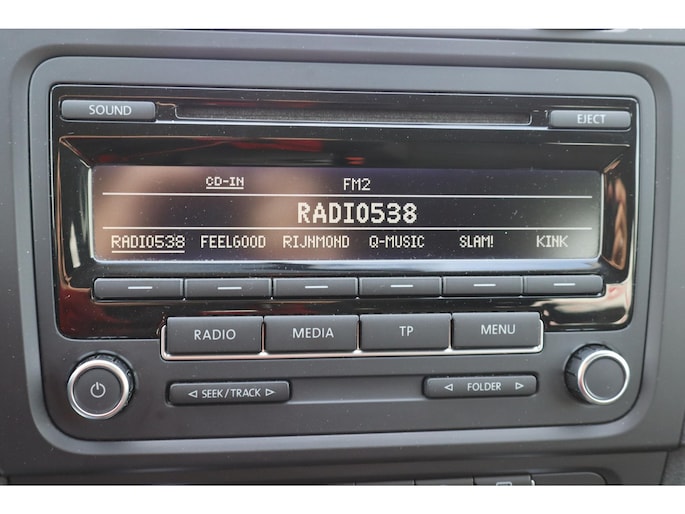 SOUND
EJECT
CD-IN FM2
RADIO538
RADIO538 FEELGOOD RIJNMOND Q-MUSIC SLAM! KINK
RADIO MEDIA TP MENU
SEEK/TRACK FOLDER